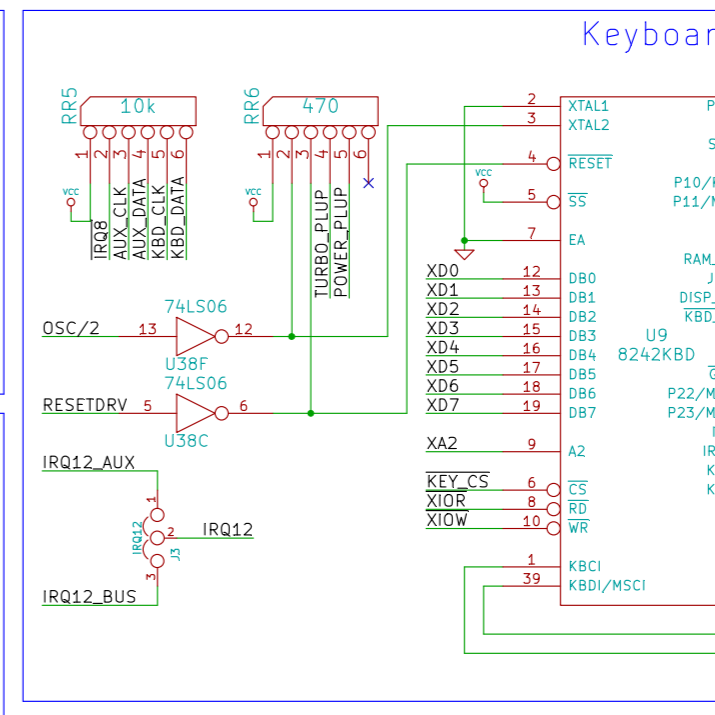 Keyboar
RR5
10k
1
2
3
4
5
6
VCC
IRQ8
AUX_CLK
AUX_DATA
KBD_CLK
KBD_DATA
RR6
470
1
2
3
4
5
6
VCC
TURBO_PLUP
POWER_PLUP
OSC/2
13
74LS06
12
U38F
RESETDRV
5
74LS06
6
U38C
IRQ12_AUX
1
IRQ12
2
IRQ12
J3
3
IRQ12_BUS
2 XTAL1
3 XTAL2
4 RESET
VCC
5 SS
7 EA
XD0 12 DB0
XD1 13 DB1
XD2 14 DB2
XD3 15 DB3
XD4 16 DB4
XD5 17 DB5
XD6 18 DB6
XD7 19 DB7
XA2 9 A2
KEY_CS 6 CS
XIOR 8 RD
XIOW 10 WR
1 KBCI
39 KBDI/MSCI
U9
8242KBD
P
S
P10/
P11/M
RAM_
J
DISP_
KBD_
P22/M
P23/M
IR
K
K